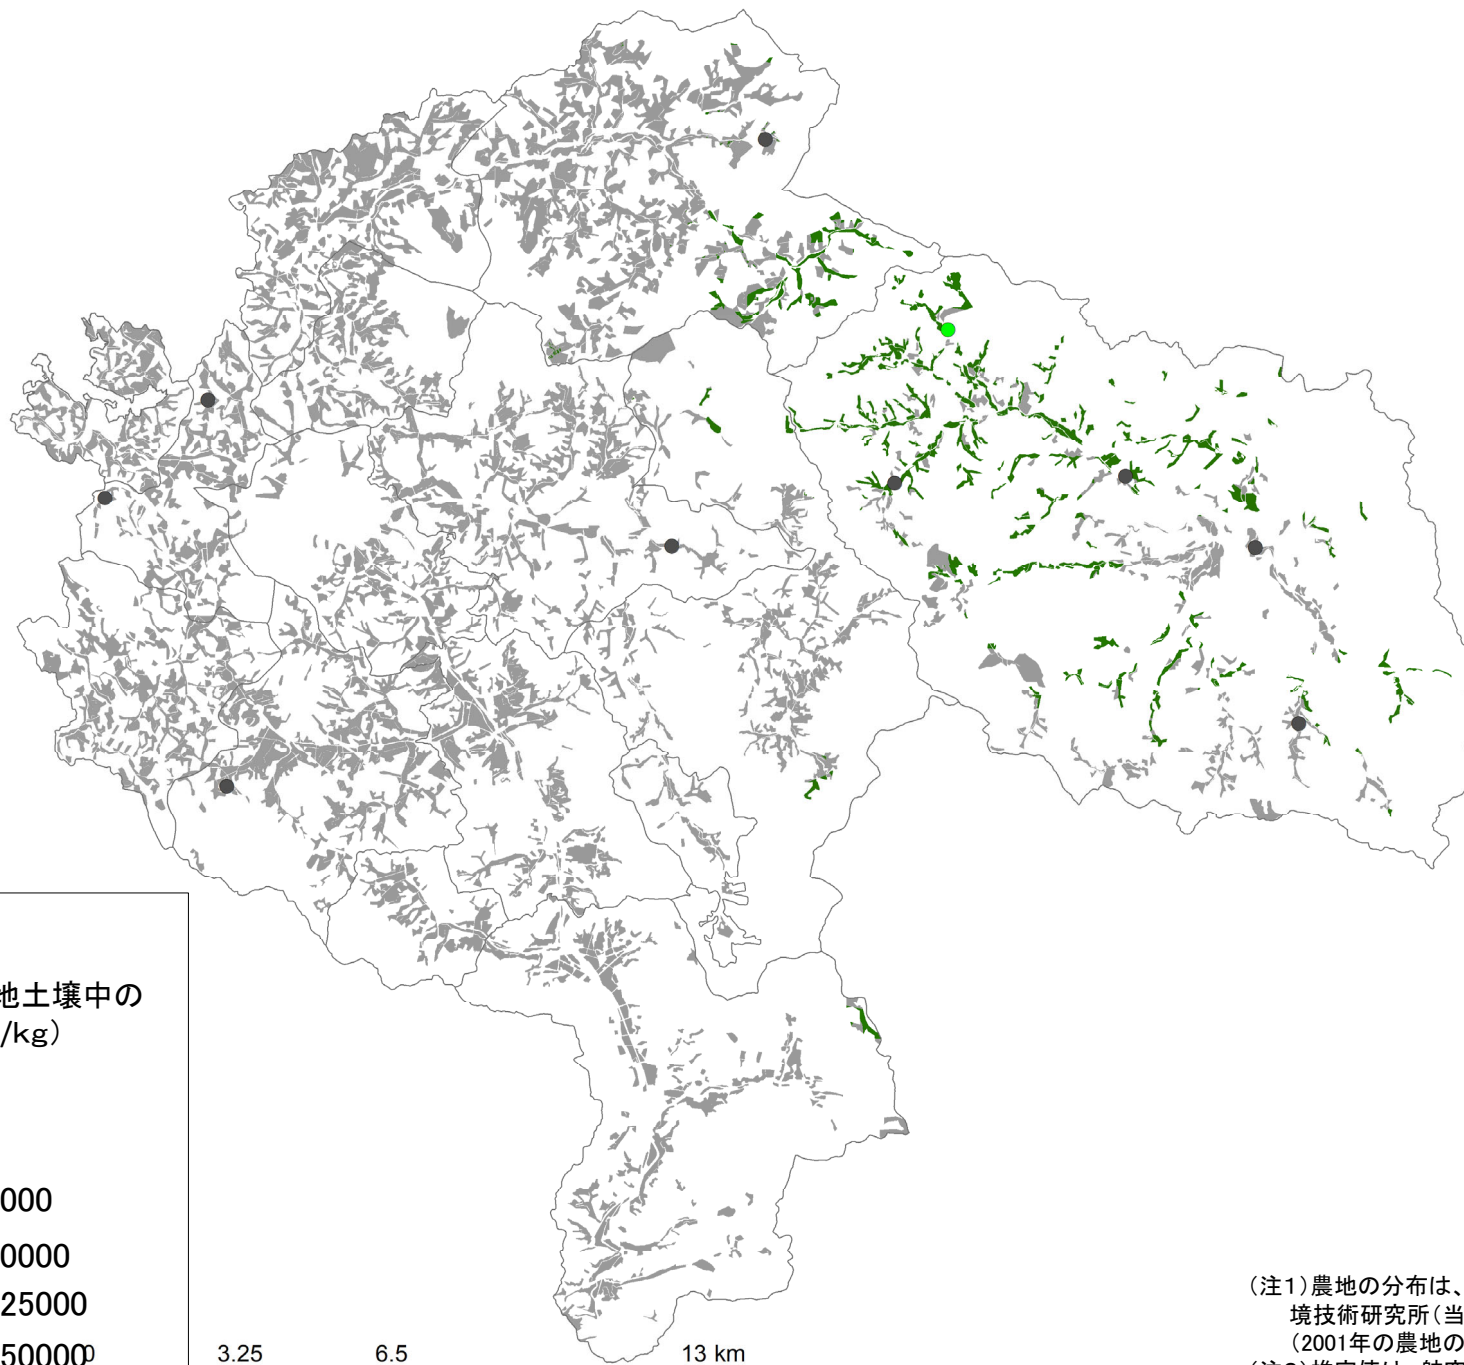 地土壌中の
/kg）
000
0000
25000
50000
0 3.25 6.5 13 km
（注1）農地の分布は、
境技術研究所（当
（2001年の農地の